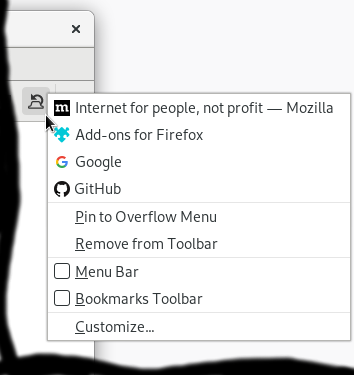 Internet for people, not profit — Mozilla
Add-ons for Firefox
Google
GitHub
Pin to Overflow Menu
Remove from Toolbar
Menu Bar
Bookmarks Toolbar
Customize...